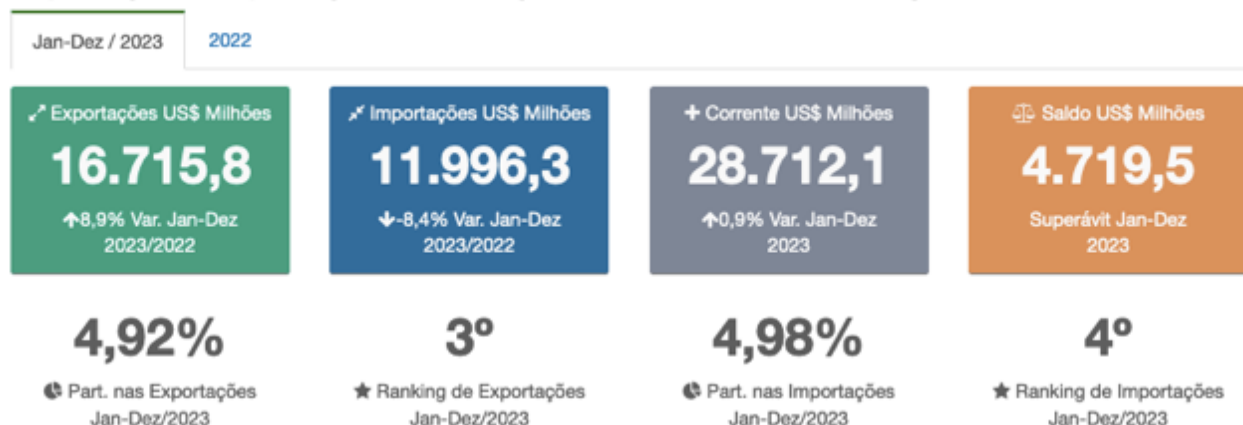 Jan-Dez / 2023
2022
Exportações US$ Milhões
16.715,8
8,9% Var. Jan-Dez
2023/2022
Importações US$ Milhões
11.996,3
-8,4% Var. Jan-Dez
2023/2022
Corrente US$ Milhões
28.712,1
0,9% Var. Jan-Dez
2023
Saldo US$ Milhões
4.719,5
Superávit Jan-Dez
2023
4,92%
Part. nas Exportações
Jan-Dez/2023
3º
Ranking de Exportações
Jan-Dez/2023
4,98%
Part. nas Importações
Jan-Dez/2023
4º
Ranking de Importações
Jan-Dez/2023